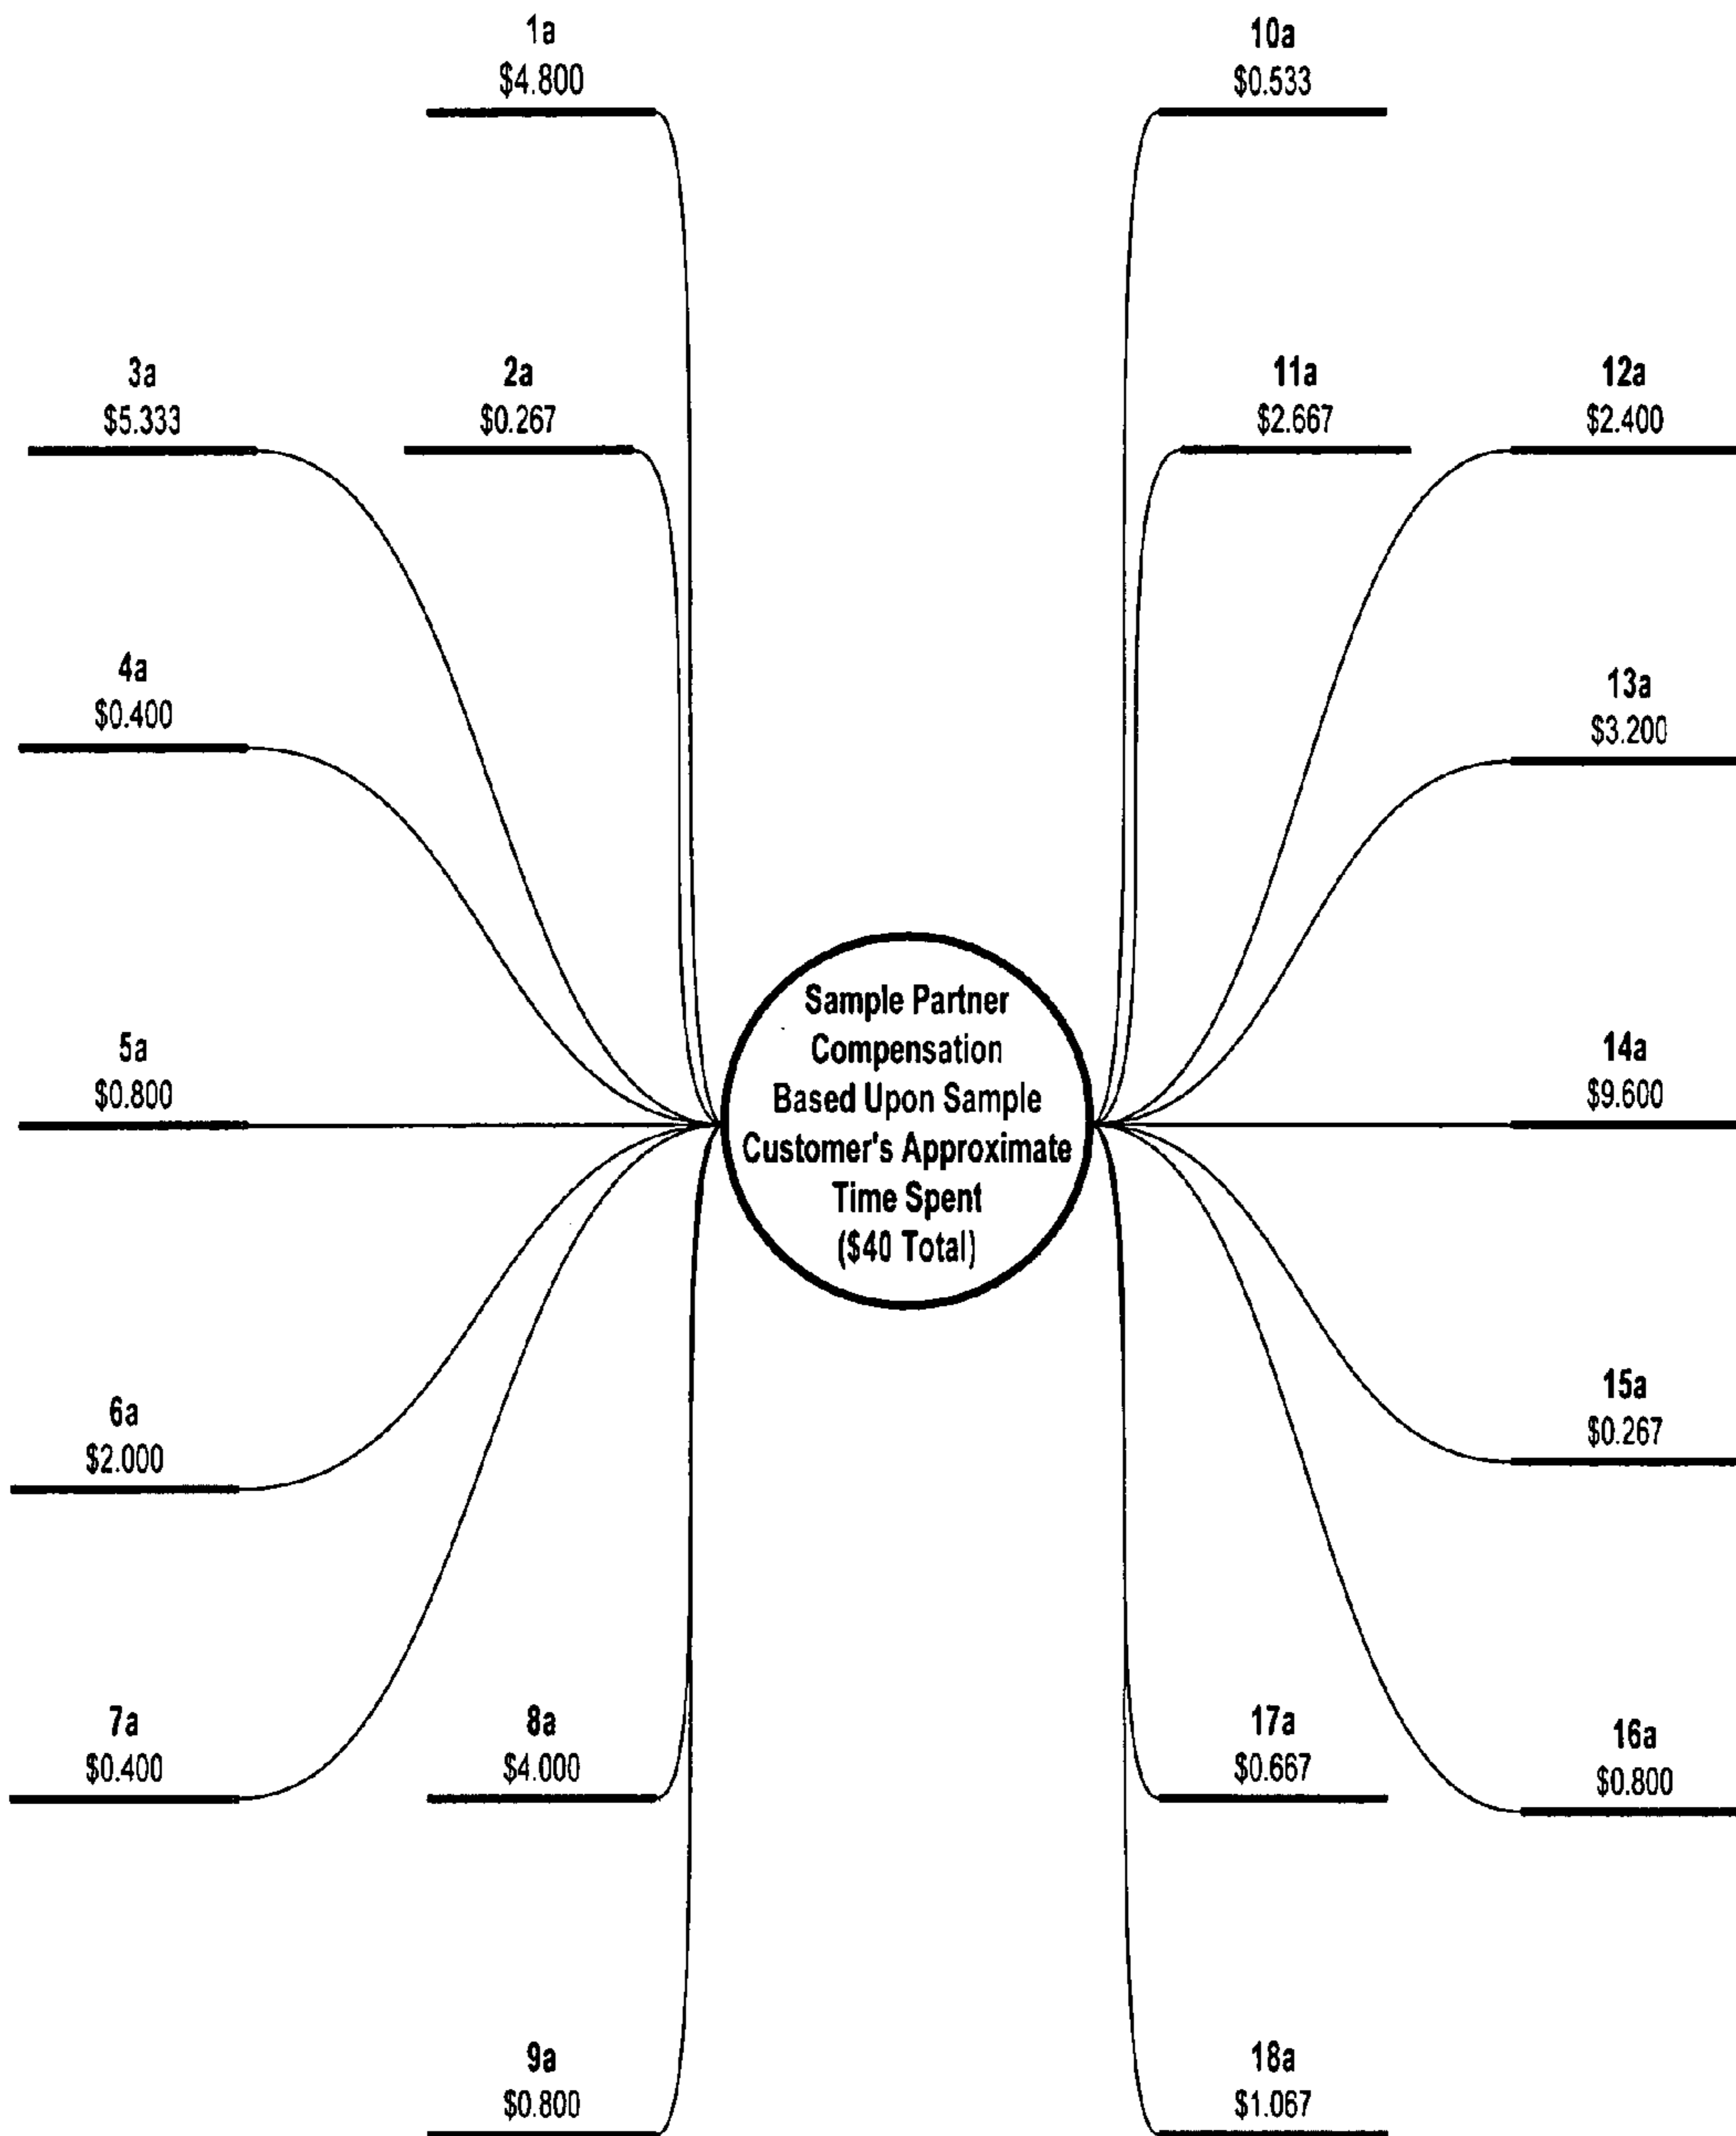 1a
$4.800
10a
$0.533
3a
$5.333
2a
$0.267
11a
$2.667
12a
$2.400
4a
$0.400
13a
$3.200
Sample Partner
Compensation
Based Upon Sample
Customer's Approximate
Time Spent
($40 Total)
5a
$0.800
14a
$9.600
6a
$2.000
15a
$0.267
7a
$0.400
8a
$4.000
17a
$0.667
16a
$0.800
9a
$0.800
18a
$1.067